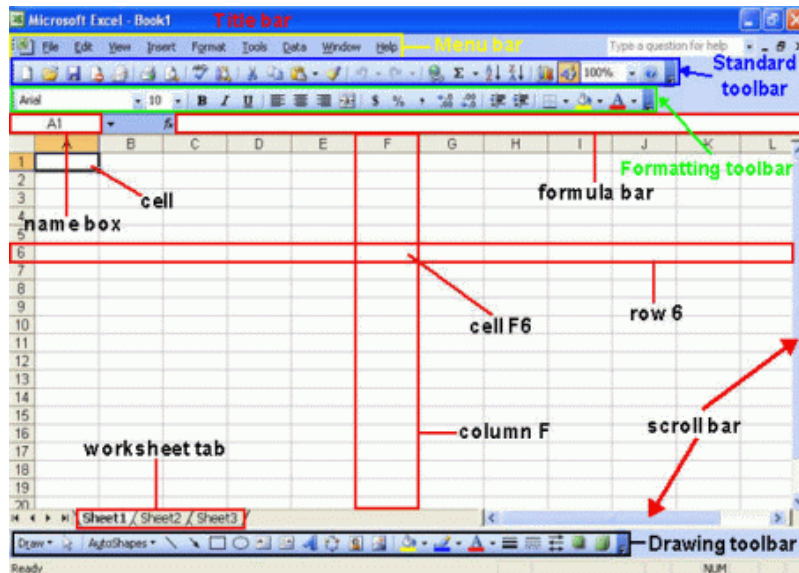 Microsoft Excel - Book1 Title bar
File Edit View Insert Format Tools Data Window Help Menu bar Type a question for help
100% Standard toolbar
Arial 10 B I U $ % ,
A1 fx
A B C D E F G H I J K L
Formatting toolbar
1
2
3
4
5
6
7
8
9
10
11
12
13
14
15
16
17
18
19
20
cell
formula bar
name box
cell F6
row 6
column F
scroll bar
worksheet tab
Sheet1 / Sheet2 / Sheet3
Draw AutoShapes Drawing toolbar
Ready NUM